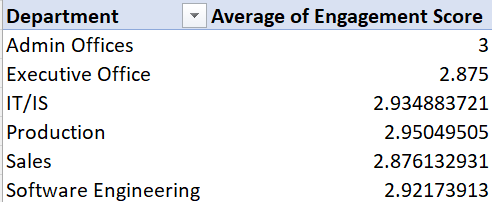 Department Average of Engagement Score
Admin Offices 3
Executive Office 2.875
IT/IS 2.934883721
Production 2.95049505
Sales 2.876132931
Software Engineering 2.92173913